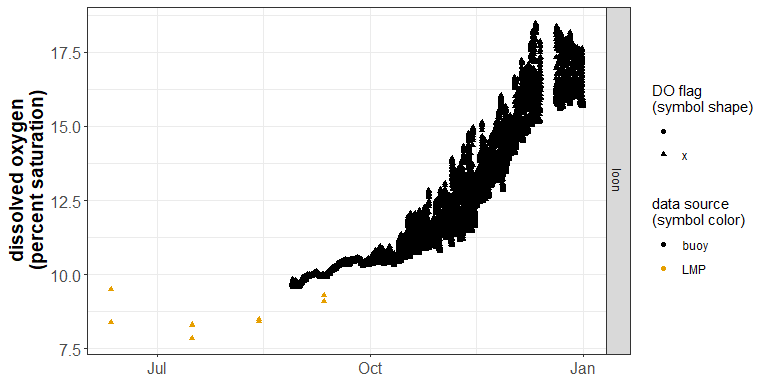 dissolved oxygen
(percent saturation)
17.5
15.0
12.5
10.0
7.5
Jul
Oct
Jan
loon
DO flag
(symbol shape)
x
data source
(symbol color)
buoy
LMP